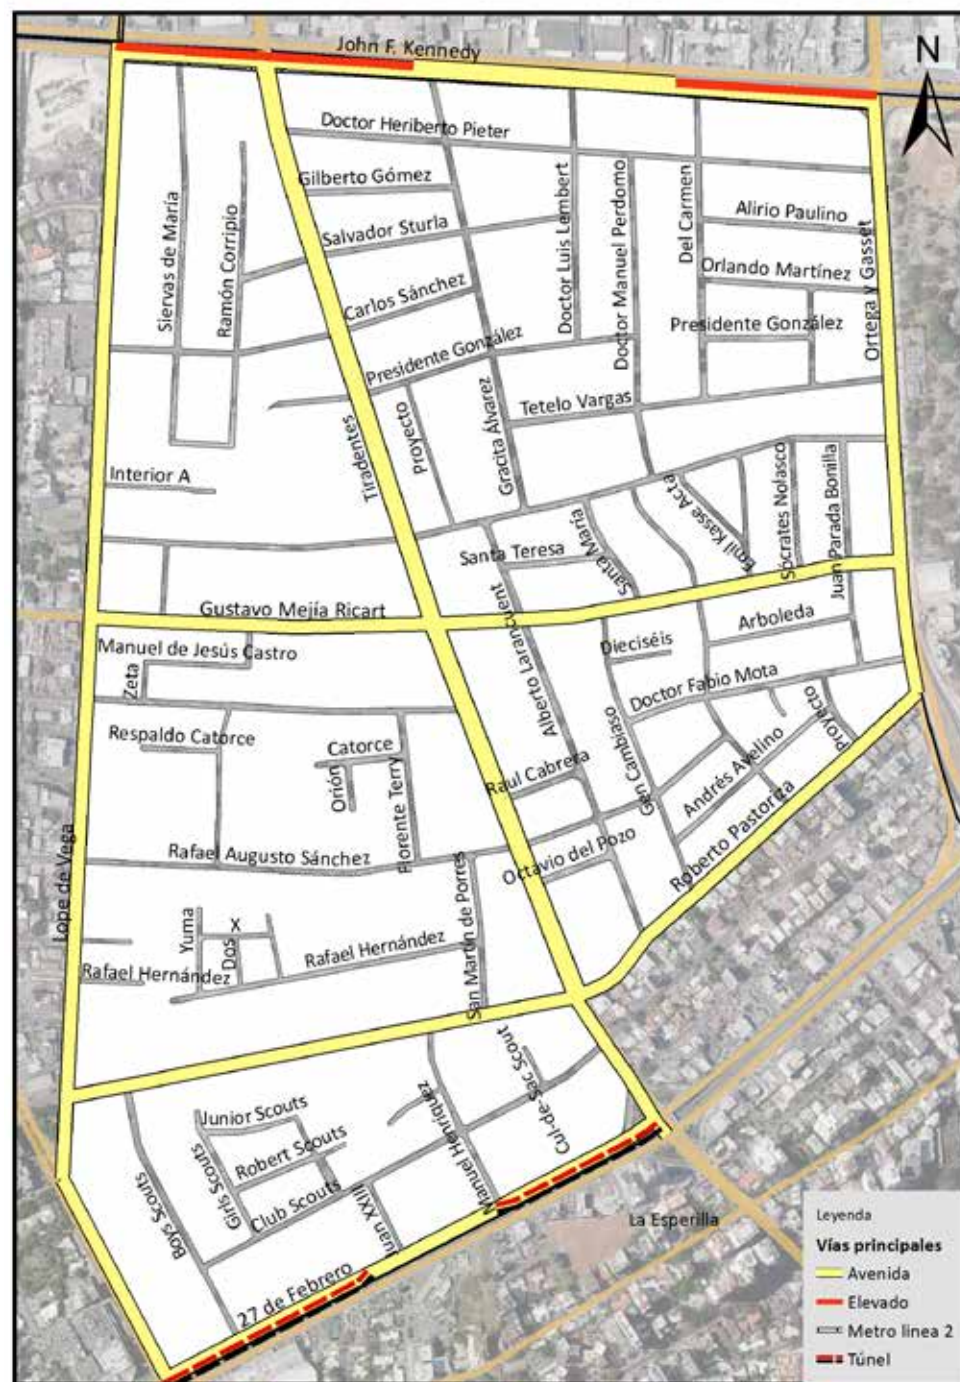 John F. Kennedy
N
Doctor Heriberto Pieter
Gilberto Gómez
Siervas de María
Ramón Corripio
Salvador Sturla
Doctor Luis Lembert
Doctor Manuel Perdomo
Del Carmen
Alirio Paulino
Orlando Martínez
Ortega y Gasset
Carlos Sánchez
Presidente González
Presidente González
Tiradentes
Proyecto
Gracita Álvarez
Tetelo Vargas
Interior A
Santa Teresa
Santa María
Emil Kasse Acta
Sócrates Nolasco
Juan Parada Bonilla
Gustavo Mejía Ricart
Manuel de Jesús Castro
Zeta
Alberto Larancuent
Dieciséis
Arboleda
Doctor Fabio Mota
Respaldo Catorce
Catorce
Orión
Florente Terry
Raul Cabrera
Gen Cambiaso
Andrés Avelino
Proyecto
Roberto Pastoriza
Rafael Augusto Sánchez
Octavio del Pozo
Lope de Vega
San Martin de Porres
Yuma
X
Dos
Rafael Hernández
Rafael Hernández
Junior Scouts
Girls Scouts
Robert Scouts
Boys Scouts
Club Scouts
Juan XXIII
Manuel Henríquez
Cul-de-Sac Scout
27 de Febrero
La Esperilla
Leyenda
Vías principales
Avenida
Elevado
Metro linea 2
Túnel